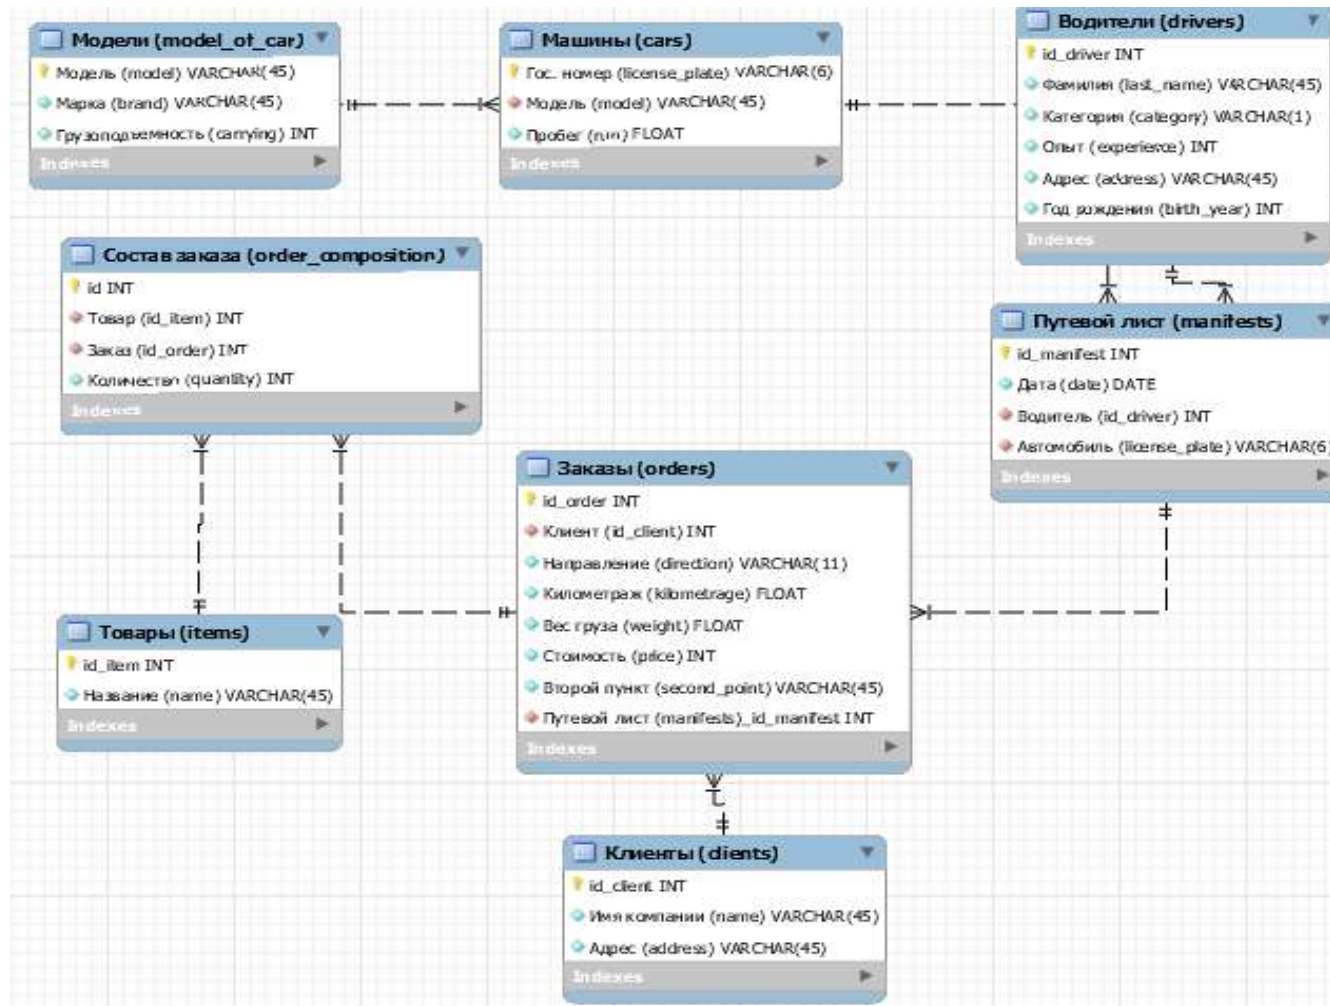 Модели (model_of_car)
Модель (model) VARCHAR(45)
Марка (brand) VARCHAR(45)
Грузоподъемность (carrying) INT
Indexes
Машины (cars)
Гос. номер (license_plate) VARCHAR(6)
Модель (model) VARCHAR(45)
Пробег (run) FLOAT
Indexes
Водители (drivers)
id_driver INT
Фамилия (last_name) VARCHAR(45)
Категория (category) VARCHAR(1)
Опыт (experience) INT
Адрес (address) VARCHAR(45)
Год рождения (birth_year) INT
Indexes
Состав заказа (order_composition)
id INT
Товар (id_item) INT
Заказ (id_order) INT
Количество (quantity) INT
Indexes
Путевой лист (manifests)
id_manifest INT
Дата (date) DATE
Водитель (id_driver) INT
Автомобиль (license_plate) VARCHAR(6)
Indexes
Заказы (orders)
id_order INT
Клиент (id_client) INT
Направление (direction) VARCHAR(11)
Километраж (kilometrage) FLOAT
Вес груза (weight) FLOAT
Стоимость (price) INT
Второй пункт (second_point) VARCHAR(45)
Путевой лист (manifests)_id_manifest INT
Indexes
Товары (items)
id_item INT
Название (name) VARCHAR(45)
Indexes
Клиенты (clients)
id_client INT
Имя компании (name) VARCHAR(45)
Адрес (address) VARCHAR(45)
Indexes